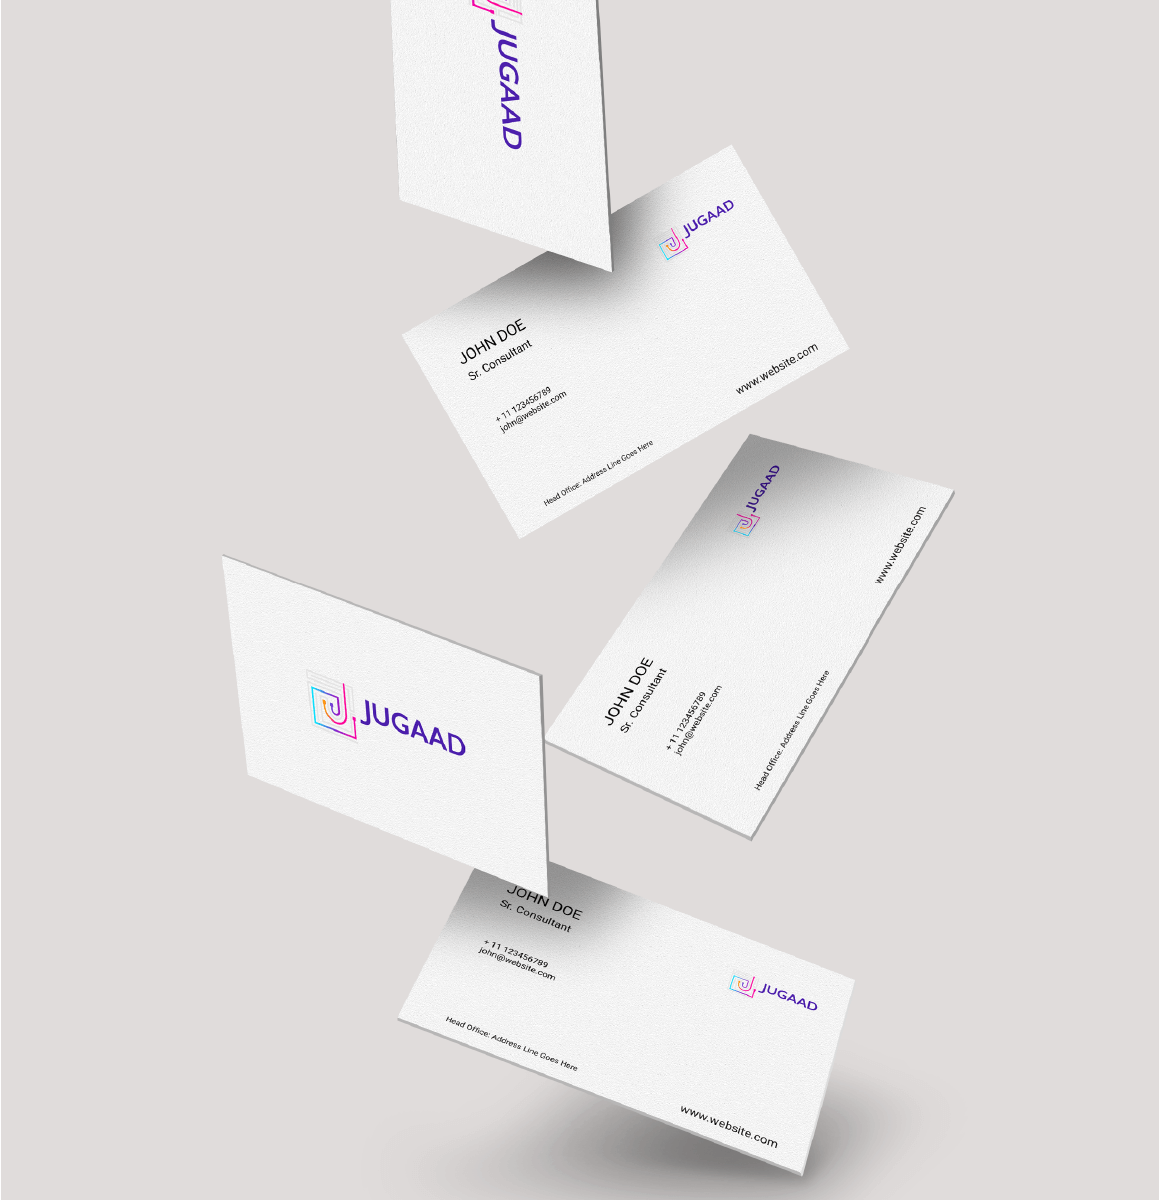 JUGAAD
JUGAAD
JOHN DOE
Sr. Consultant
+ 11 123456789
john@website.com
www.website.com
Head Office: Address Line Goes Here
JUGAAD
www.website.com
JOHN DOE
Sr. Consultant
+ 11 123456789
john@website.com
Head Office: Address Line Goes Here
JUGAAD
JOHN DOE
Sr. Consultant
+ 11 123456789
john@website.com
JUGAAD
Head Office: Address Line Goes Here
www.website.com